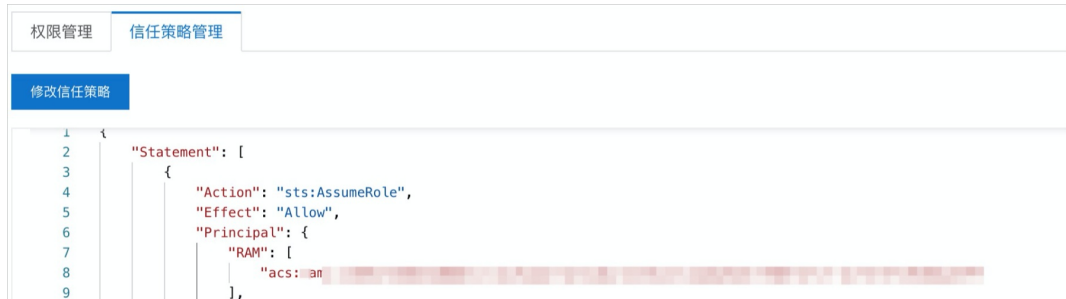 权限管理 信任策略管理
修改信任策略
1 {
2 "Statement": [
3 {
4 "Action": "sts:AssumeRole",
5 "Effect": "Allow",
6 "Principal": {
7 "RAM": [
8 "acs:
9 ],